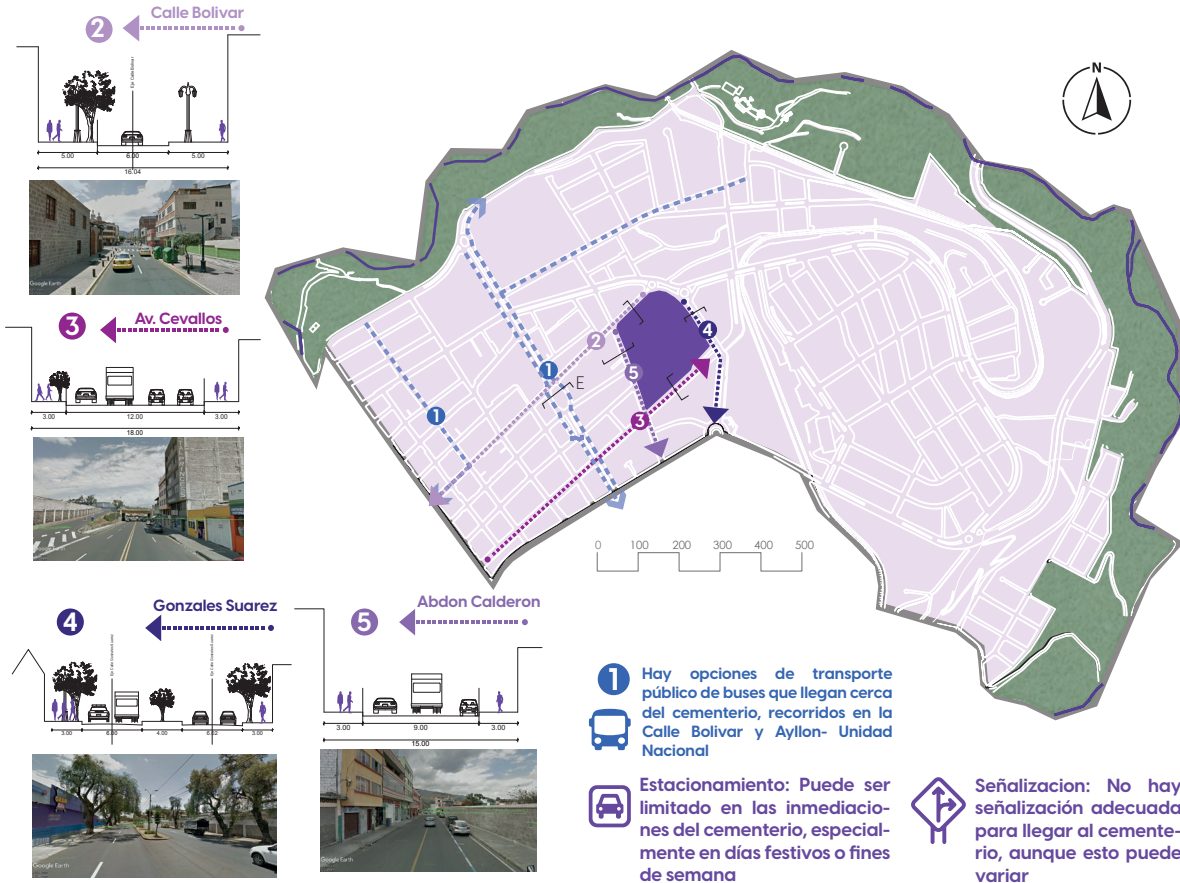 2
Calle Bolivar
Eje Calle Bolivar
5.00 6.00 5.00
16.04
Google Earth
3
Av. Cevallos
3.00 12.00 3.00
18.00
Google Earth
4
Gonzales Suarez
3.00 6.00 4.00 6.02 3.00
Google Earth
5
Abdon Calderon
3.00 9.00 3.00
15.00
Google Earth
N
1
2
1
E
5
4
3
0 100 200 300 400 500
1
Hay opciones de transporte
público de buses que llegan cerca
del cementerio, recorridos en la
Calle Bolivar y Ayllon- Unidad
Nacional
Estacionamiento: Puede ser
limitado en las inmediacio-
nes del cementerio, especial-
mente en días festivos o fines
de semana
Señalizacion: No hay
señalización adecuada
para llegar al cemente-
rio, aunque esto puede
variar